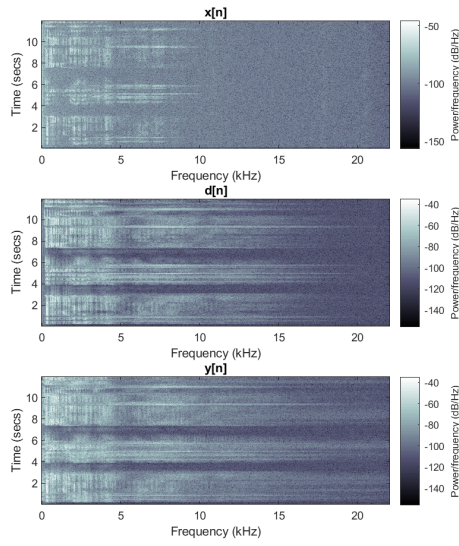 x[n]
10
8
6
4
2
Time (secs)
0 5 10 15 20
Frequency (kHz)
-50
-100
-150
Power/frequency (dB/Hz)
d[n]
10
8
6
4
2
Time (secs)
0 5 10 15 20
Frequency (kHz)
-40
-60
-80
-100
-120
-140
Power/frequency (dB/Hz)
y[n]
10
8
6
4
2
Time (secs)
0 5 10 15 20
Frequency (kHz)
-40
-60
-80
-100
-120
-140
Power/frequency (dB/Hz)